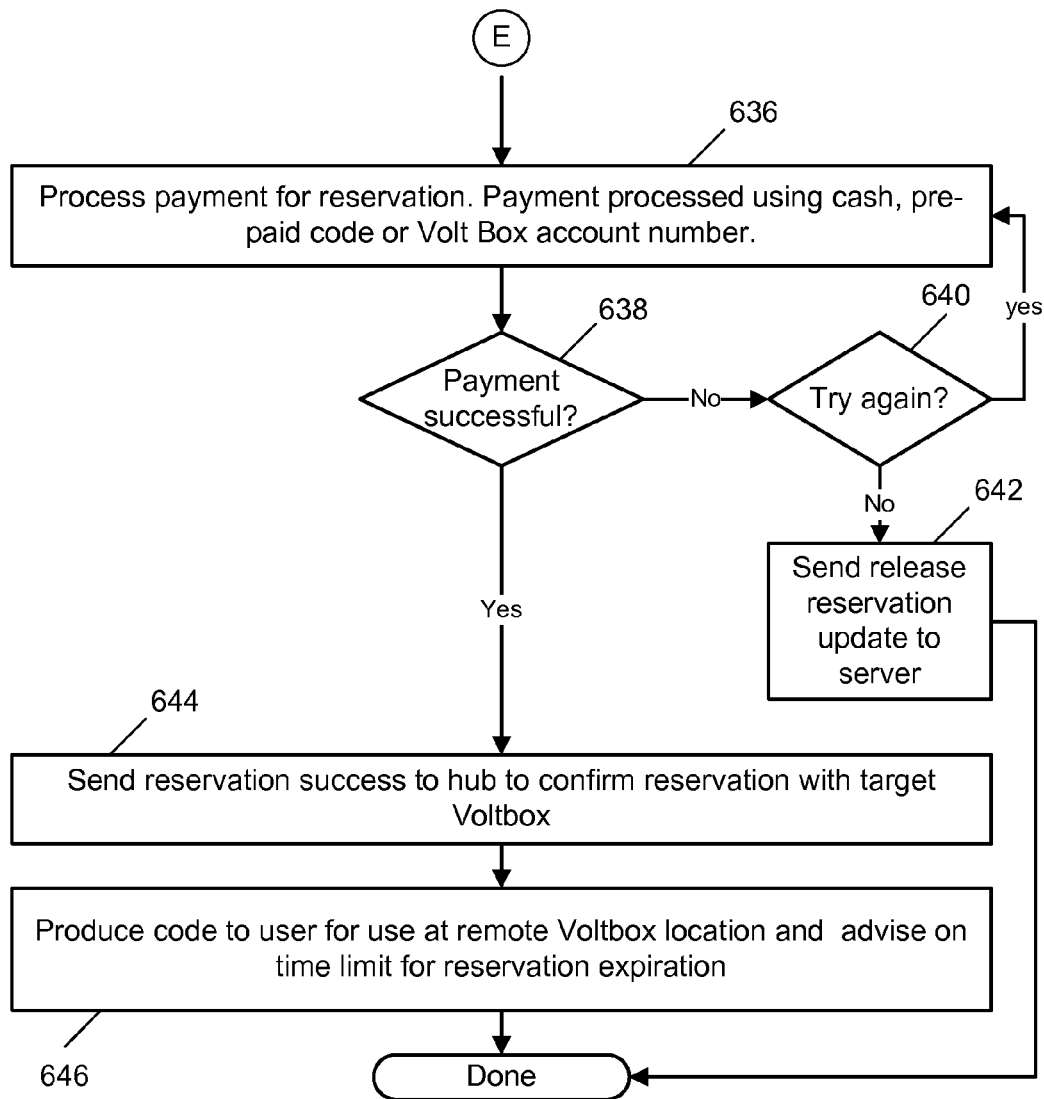 E
636
Process payment for reservation. Payment processed using cash, pre-
paid code or Volt Box account number.
638
640
yes
Payment
successful?
No
Try again?
No
642
Send release
reservation
update to
server
Yes
644
Send reservation success to hub to confirm reservation with target
Voltbox
Produce code to user for use at remote Voltbox location and advise on
time limit for reservation expiration
646
Done